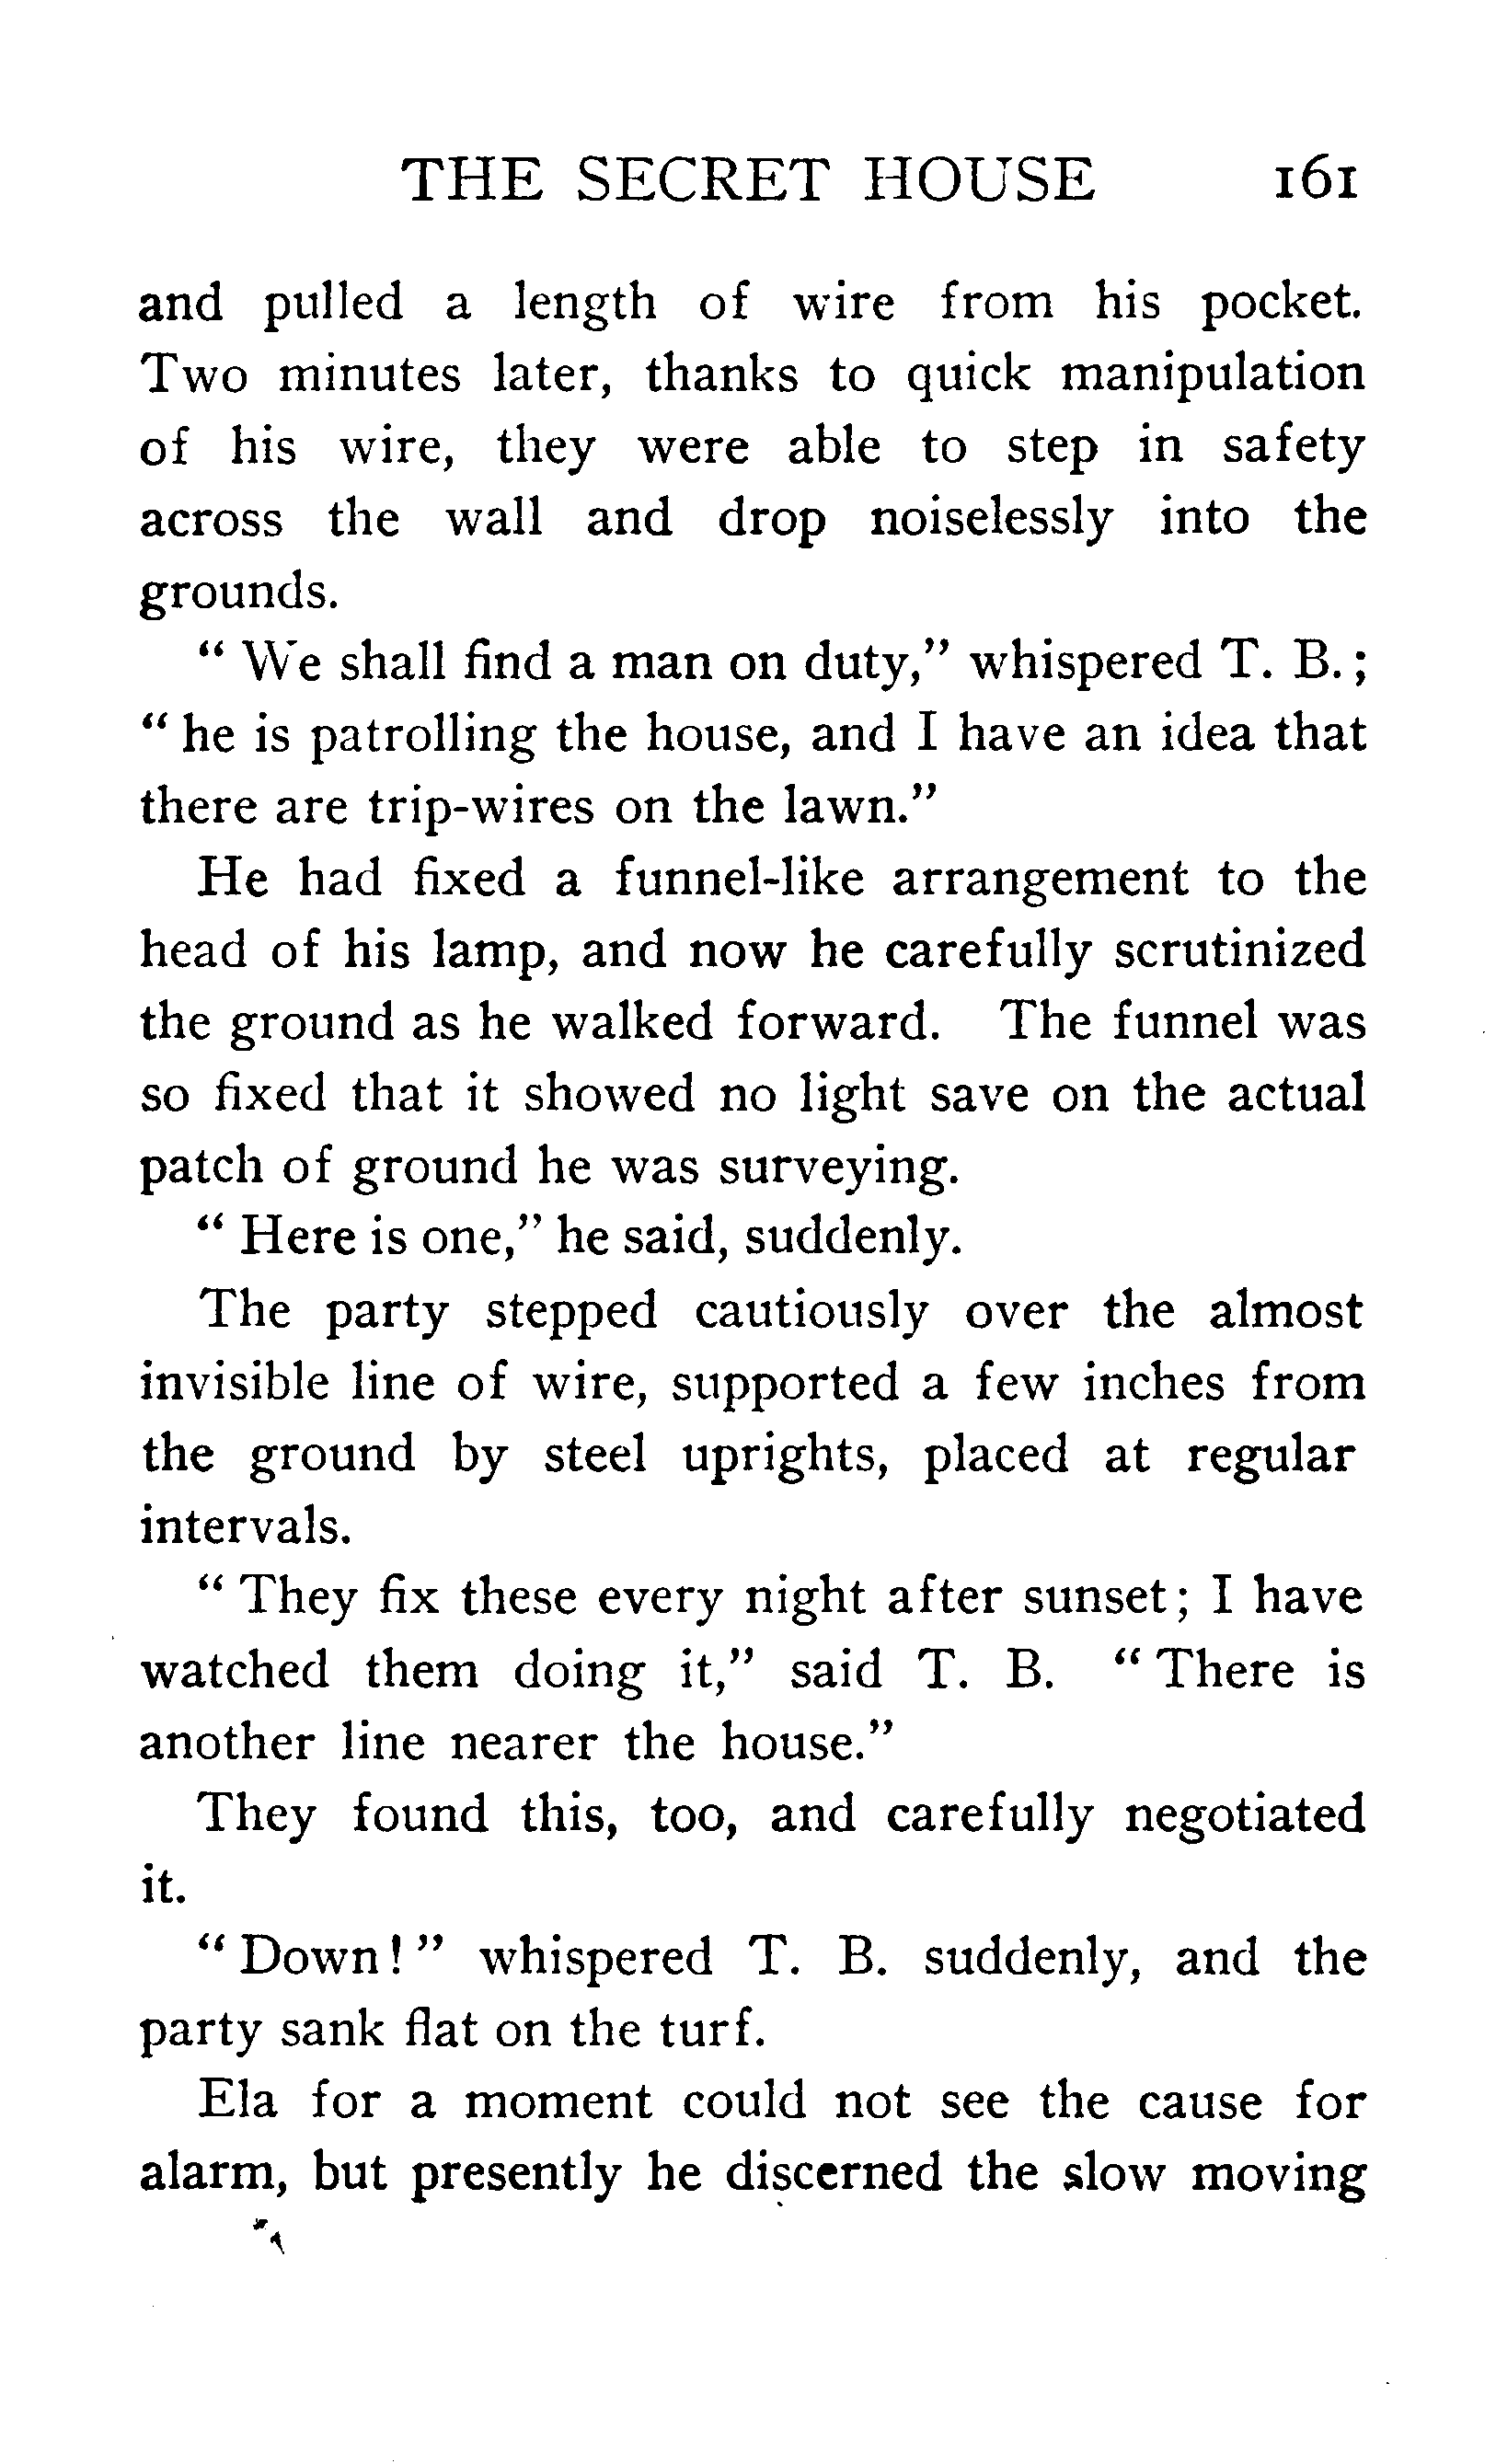 THE SECRET HOUSE 161
and pulled a length of wire from his pocket.
Two minutes later, thanks to quick manipulation
of his wire, they were able to step in safety
across the wall and drop noiselessly into the
grounds.
“ We shall find a man on duty,” whispered T. B. ;
“ he is patrolling the house, and I have an idea that
there are trip-wires on the lawn.”
He had fixed a funnel-like arrangement to the
head of his lamp, and now he carefully scrutinized
the ground as he walked forward. The funnel was
so fixed that it showed no light save on the actual
patch of ground he was surveying.
“ Here is one,” he said, suddenly.
The party stepped cautiously over the almost
invisible line of wire, supported a few inches from
the ground by steel uprights, placed at regular
intervals.
“ They fix these every night after sunset ; I have
watched them doing it,” said T. B. “ There is
another line nearer the house.”
They found this, too, and carefully negotiated
it.
“ Down ! ” whispered T. B. suddenly, and the
party sank flat on the turf.
Ela for a moment could not see the cause for
alarm, but presently he discerned the slow moving